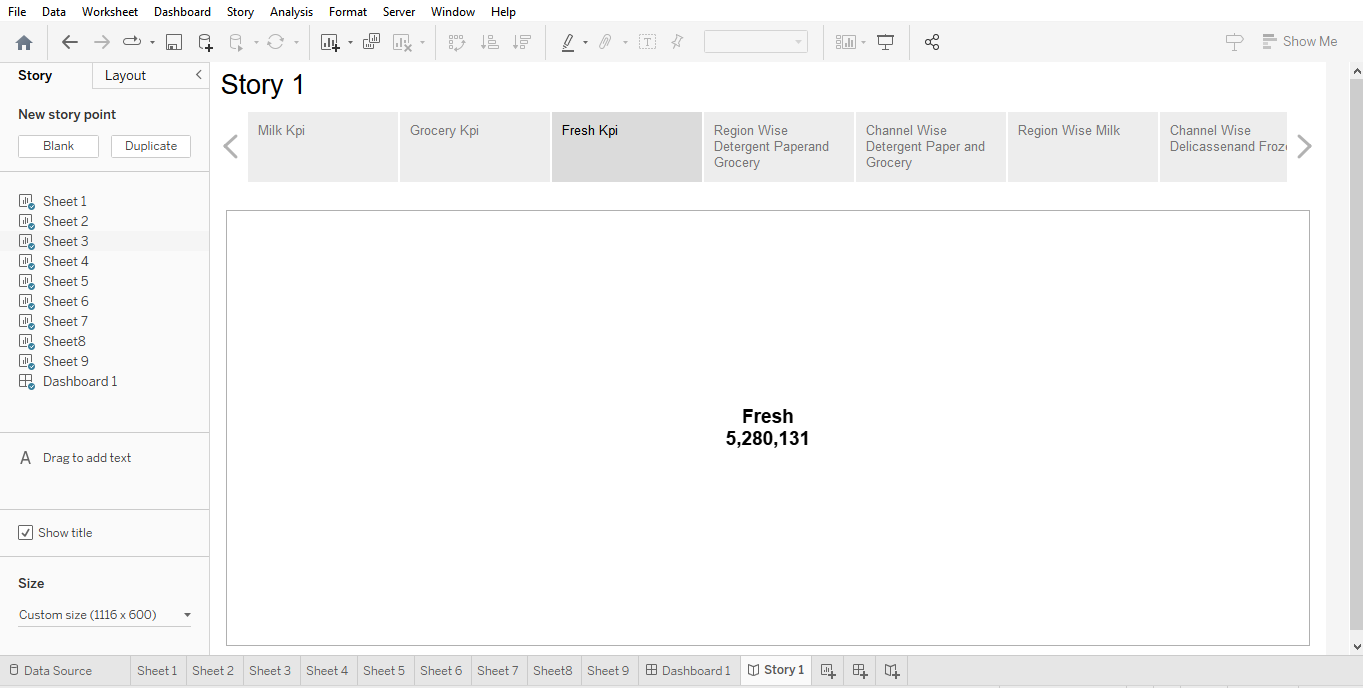 File Data Worksheet Dashboard Story Analysis Format Server Window Help
Show Me
Story Layout
New story point
Blank Duplicate
Sheet 1
Sheet 2
Sheet 3
Sheet 4
Sheet 5
Sheet 6
Sheet 7
Sheet8
Sheet 9
Dashboard 1
A Drag to add text
Show title
Size
Custom size (1116 x 600)
Story 1
Milk Kpi
Grocery Kpi
Fresh Kpi
Region Wise
Detergent Paperand
Grocery
Channel Wise
Detergent Paper and
Grocery
Region Wise Milk
Channel Wise
Delicassenand Froz
Fresh
5,280,131
Data Source Sheet 1 Sheet 2 Sheet 3 Sheet 4 Sheet 5 Sheet 6 Sheet 7 Sheet8 Sheet 9 Dashboard 1 Story 1